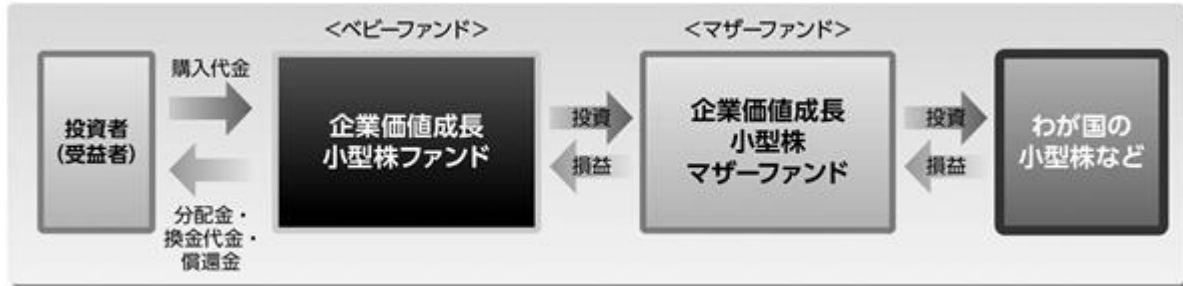 <ベビーファンド>
<マザーファンド>
購入代金
投資者
(受益者)
分配金・
換金代金・
償還金
企業価値成長
小型株ファンド
投資
損益
企業価値成長
小型株
マザーファンド
投資
損益
わが国の
小型株など